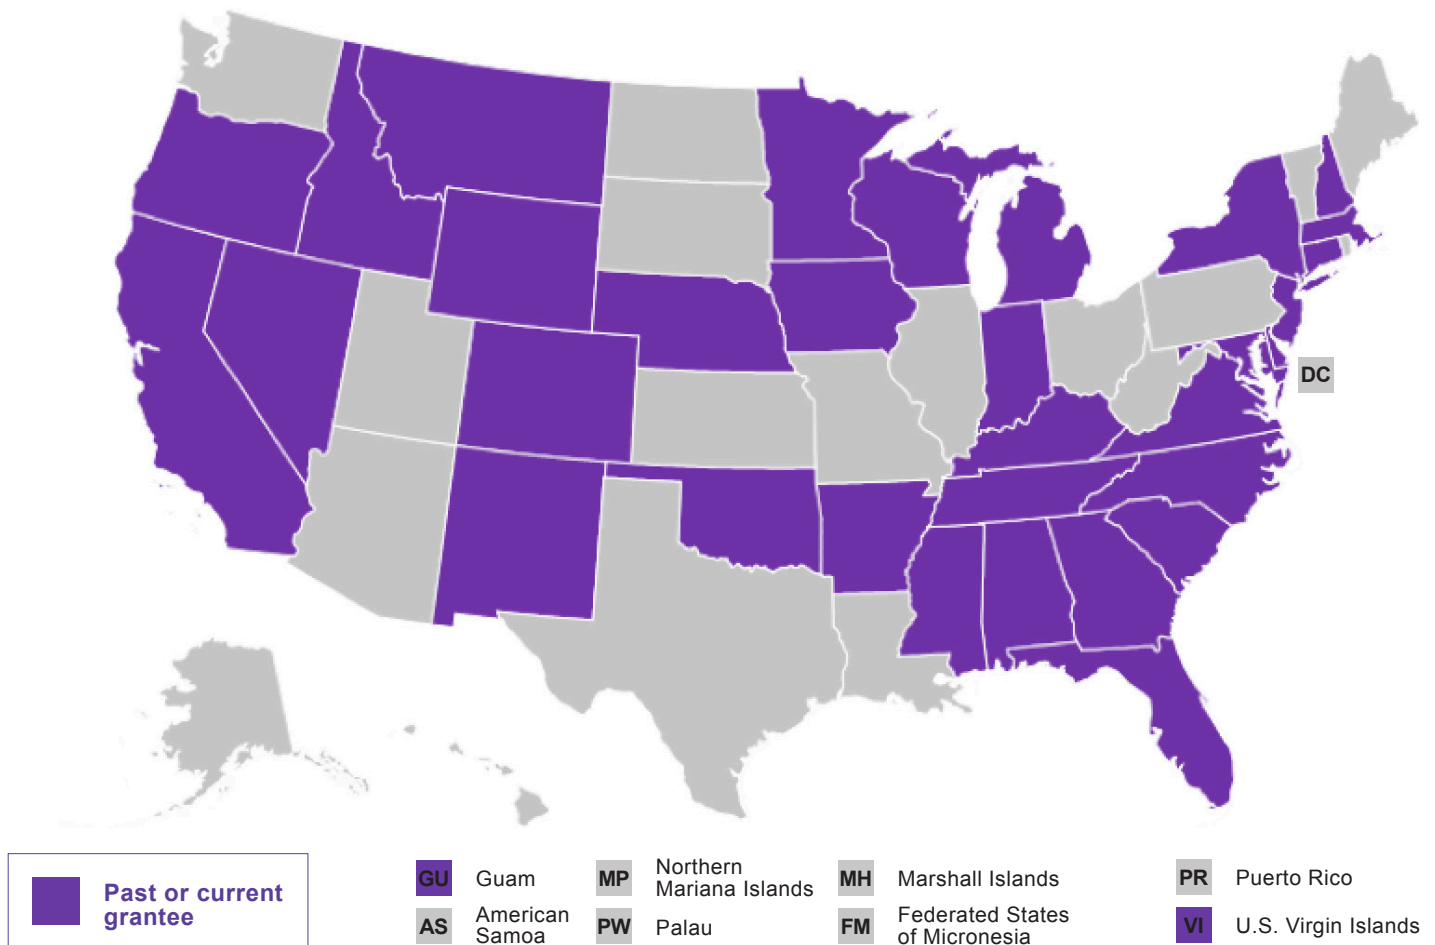 DC
Past or current
grantee
GU Guam
AS American
Samoa
MP Northern
Mariana Islands
PW Palau
MH Marshall Islands
FM Federated States
of Micronesia
PR Puerto Rico
VI U.S. Virgin Islands